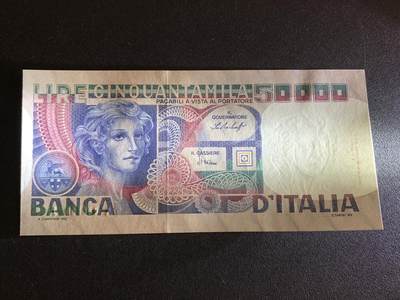 LIRE CINQUANTAMILA 50000
PAGABILI A VISTA AL PORTATORE
IL GOVERNATORE
IL CASSIERE
BANCA D'ITALIA